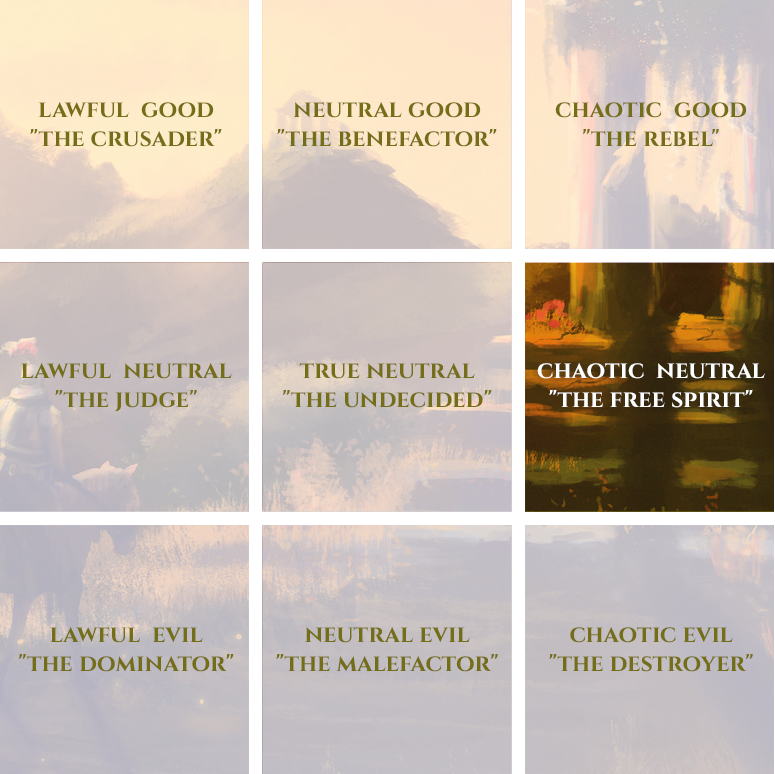 LAWFUL GOOD
"THE CRUSADER"
NEUTRAL GOOD
"THE BENEFACTOR"
CHAOTIC GOOD
"THE REBEL"
LAWFUL NEUTRAL
"THE JUDGE"
TRUE NEUTRAL
"THE UNDECIDED"
CHAOTIC NEUTRAL
"THE FREE SPIRIT"
LAWFUL EVIL
"THE DOMINATOR"
NEUTRAL EVIL
"THE MALEFACTOR"
CHAOTIC EVIL
"THE DESTROYER"